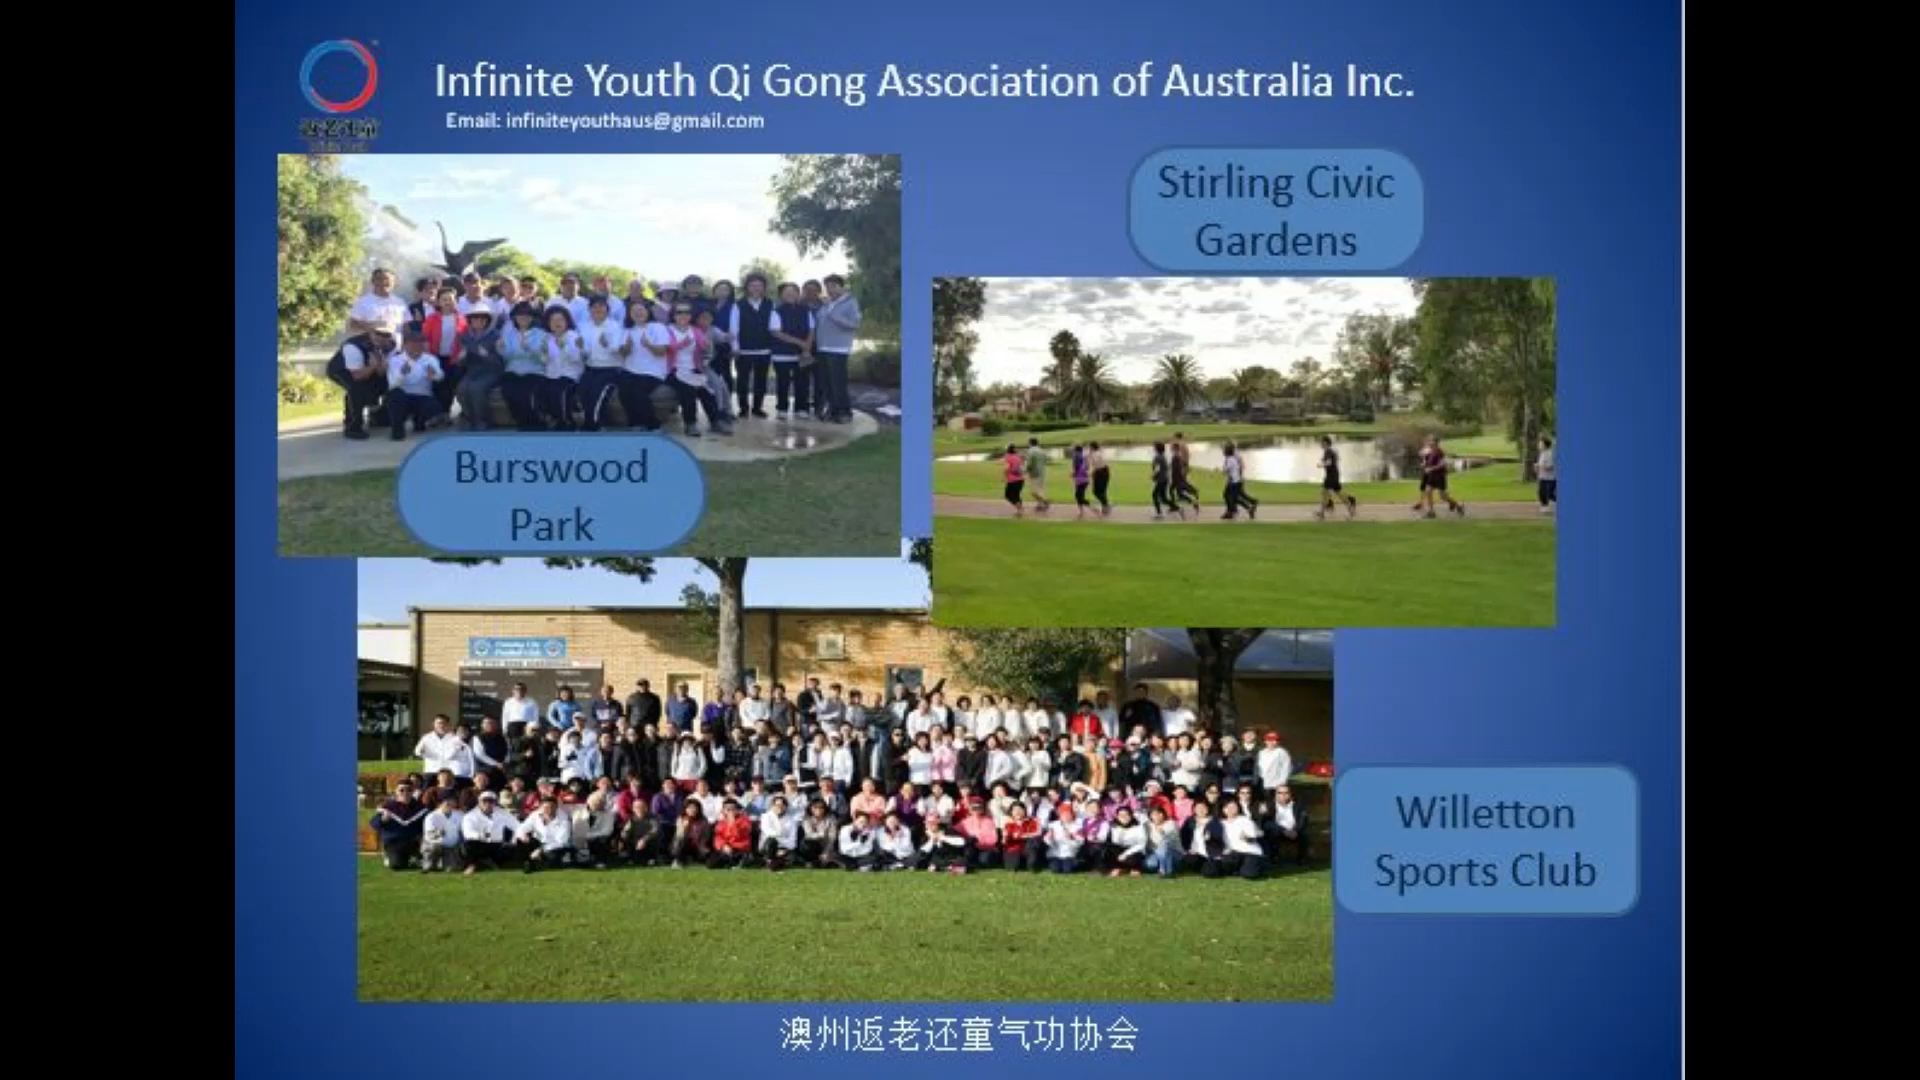 Infinite Youth Qi Gong Association of Australia Inc.
Email: infiniteyouthaus@gmail.com
Stirling Civic
Gardens
Burswood
Park
Willetton
Sports Club
澳州返老还童气功协会